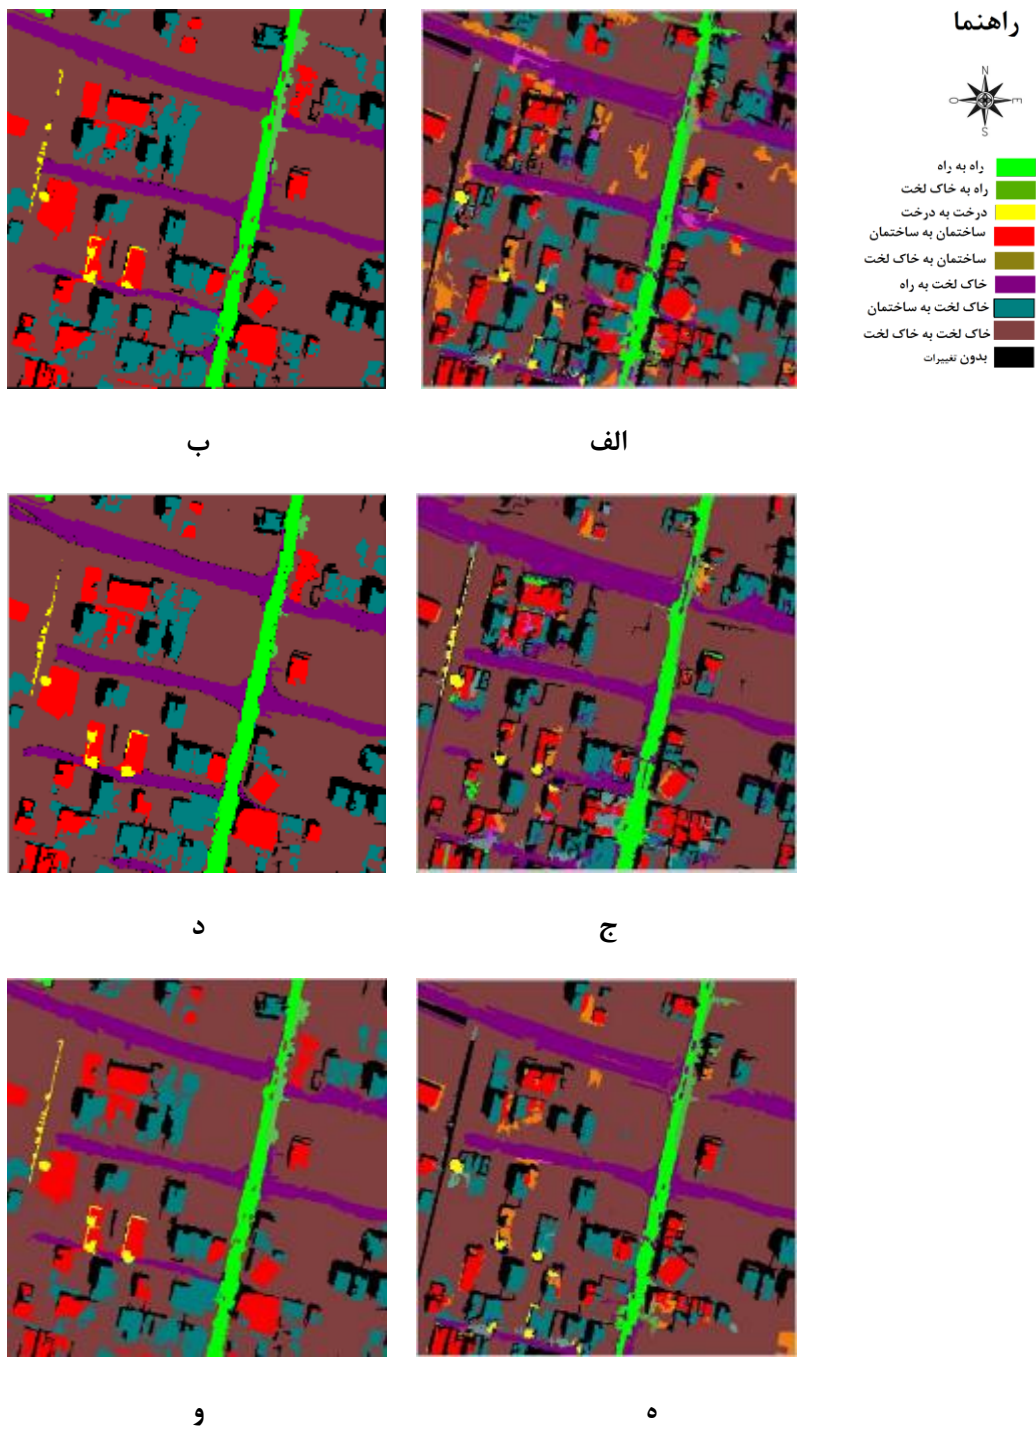 راهنما
N
O
E
S
راه به راه
راه به خاک لخت
درخت به درخت
ساختمان به ساختمان
ساختمان به خاک لخت
خاک لخت به راه
خاک لخت به ساختمان
خاک لخت به خاک لخت
بدون تغییرات
الف
ب
ج
د
ه
و